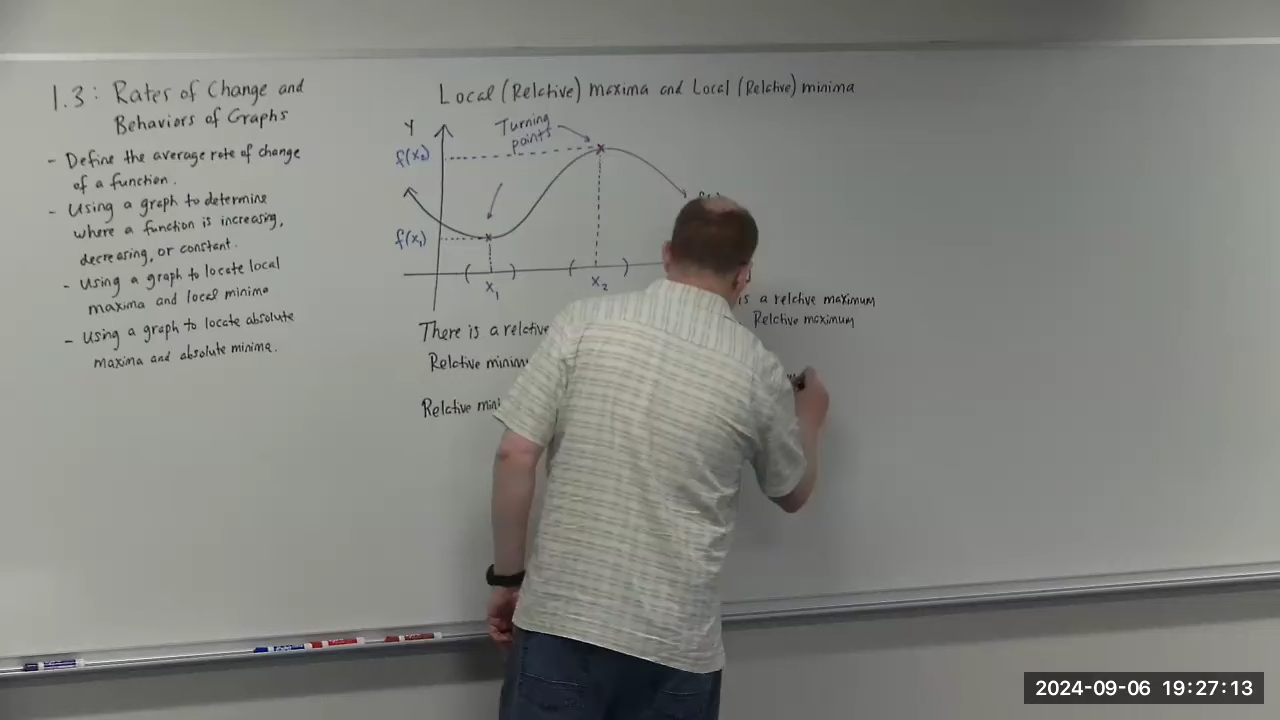 1.3: Rates of Change and
Behaviors of Graphs
- Define the average rate of change
of a function.
- Using a graph to determine
where a function is increasing,
decreasing, or constant.
- Using a graph to locate local
maxima and local minima
- Using a graph to locate absolute
maxima and absolute minima.
Local (Relative) maxima and Local (Relative) minima
Y
Turning
points
f(x₂)
f(x₁)
x₁
x₂
There is a relative
Relative
Relative
is a relative maximum
Relative maximum
2024-09-06 19:27:13